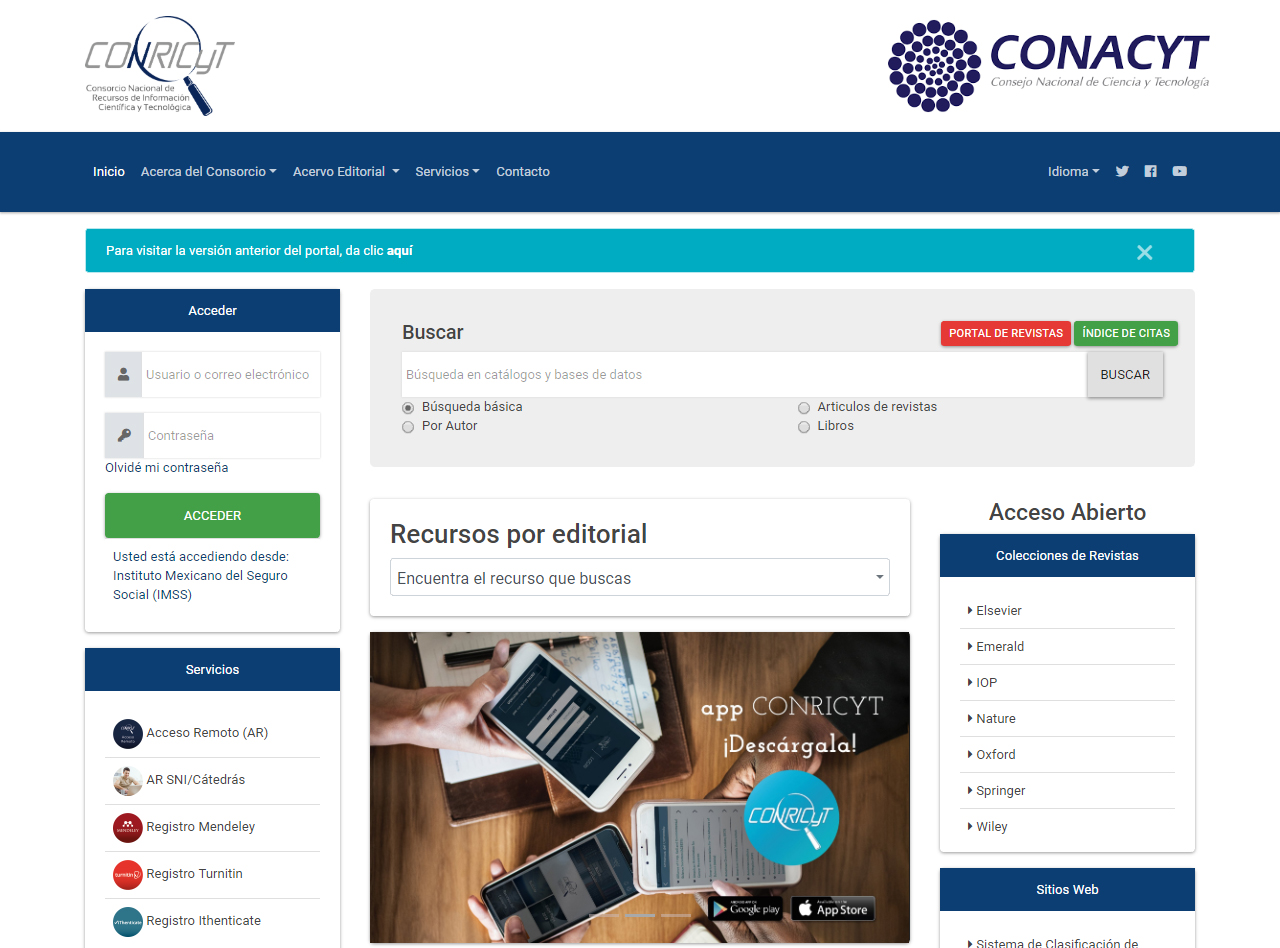 CONRICYT
Consorcio Nacional de
Recursos de Información
Científica y Tecnológica
CONACYT
Consejo Nacional de Ciencia y Tecnología
Inicio
Acerca del Consorcio
Acervo Editorial
Servicios
Contacto
Idioma
Para visitar la versión anterior del portal, da clic aquí
Acceder
Usuario o correo electrónico
Contraseña
Olvidé mi contraseña
ACCEDER
Usted está accediendo desde:
Instituto Mexicano del Seguro
Social (IMSS)
Servicios
Acceso Remoto (AR)
AR SNI/Cátedrás
MENDELEY
Registro Mendeley
turnitin
Registro Turnitin
iThenticate
Registro Ithenticate
Buscar
PORTAL DE REVISTAS
ÍNDICE DE CITAS
Búsqueda en catálogos y bases de datos
BUSCAR
Búsqueda básica
Articulos de revistas
Por Autor
Libros
Recursos por editorial
Encuentra el recurso que buscas
app CONRICYT
¡Descárgala!
CONRICYT
Google play
App Store
Acceso Abierto
Colecciones de Revistas
Elsevier
Emerald
IOP
Nature
Oxford
Springer
Wiley
Sitios Web
Sistema de Clasificación de